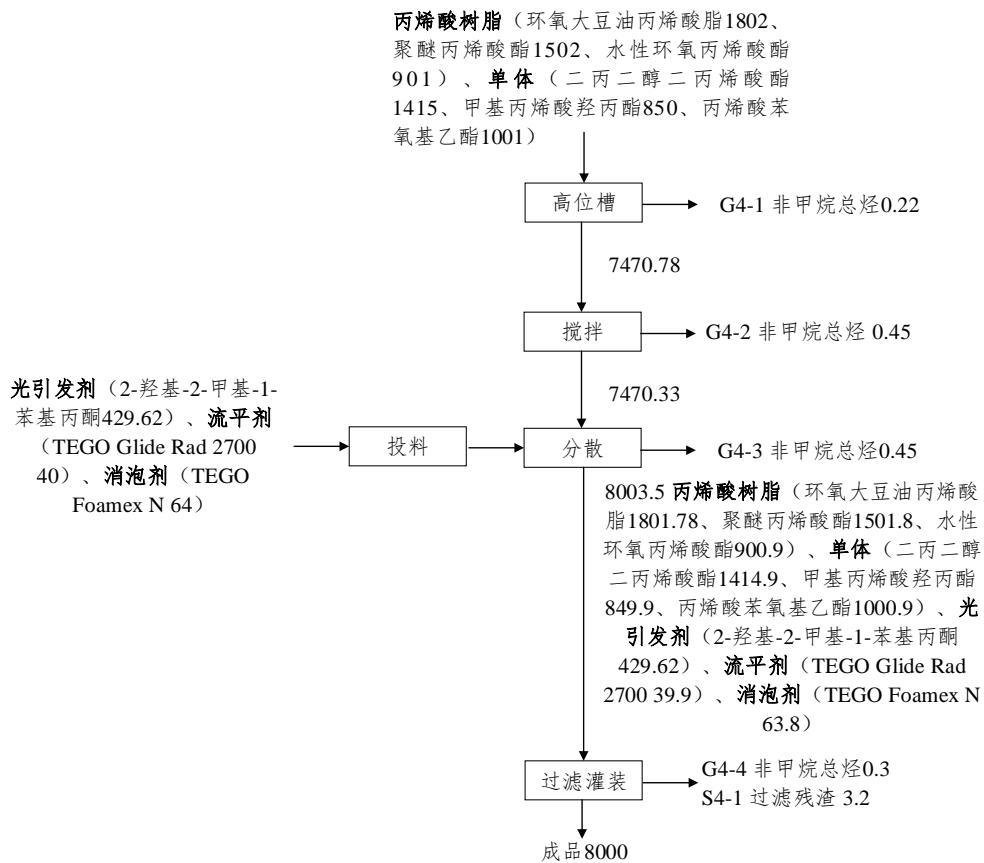 丙烯酸树脂（环氧大豆油丙烯酸脂1802、
聚醚丙烯酸酯1502、水性环氧丙烯酸酯
901）、单体（二丙二醇二丙烯酸酯
1415、甲基丙烯酸羟丙酯850、丙烯酸苯
氧基乙酯1001）
高位槽
G4-1 非甲烷总烃0.22
7470.78
搅拌
G4-2 非甲烷总烃 0.45
7470.33
光引发剂（2-羟基-2-甲基-1-
苯基丙酮429.62）、流平剂
（TEGO Glide Rad 2700
40）、消泡剂（TEGO
Foamex N 64）
投料
分散
G4-3 非甲烷总烃0.45
8003.5 丙烯酸树脂（环氧大豆油丙烯酸
脂1801.78、聚醚丙烯酸酯1501.8、水性
环氧丙烯酸酯900.9）、单体（二丙二醇
二丙烯酸酯1414.9、甲基丙烯酸羟丙酯
849.9、丙烯酸苯氧基乙酯1000.9）、光
引发剂（2-羟基-2-甲基-1-苯基丙酮
429.62）、流平剂（TEGO Glide Rad
2700 39.9）、消泡剂（TEGO Foamex N
63.8）
过滤灌装
G4-4 非甲烷总烃0.3
S4-1 过滤残渣 3.2
成品8000